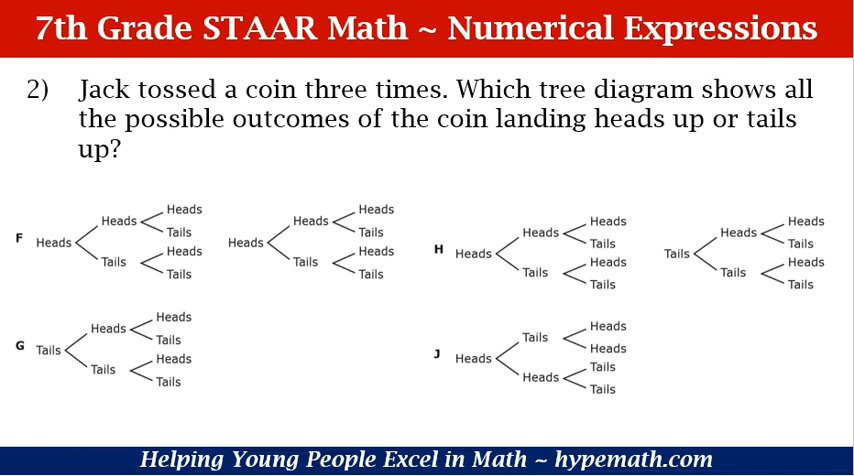 7th Grade STAAR Math ~ Numerical Expressions
2) Jack tossed a coin three times. Which tree diagram shows all
the possible outcomes of the coin landing heads up or tails
up?
F
Heads
Heads
Heads
Tails
Tails
Heads
Tails
Heads
Heads
Heads
Tails
Tails
Heads
Tails
G
Tails
Heads
Heads
Tails
Tails
Heads
Tails
H
Heads
Heads
Heads
Tails
Tails
Heads
Tails
Tails
Heads
Heads
Tails
Tails
Heads
Tails
J
Heads
Tails
Heads
Heads
Heads
Tails
Tails
Helping Young People Excel in Math ~ hypemath.com